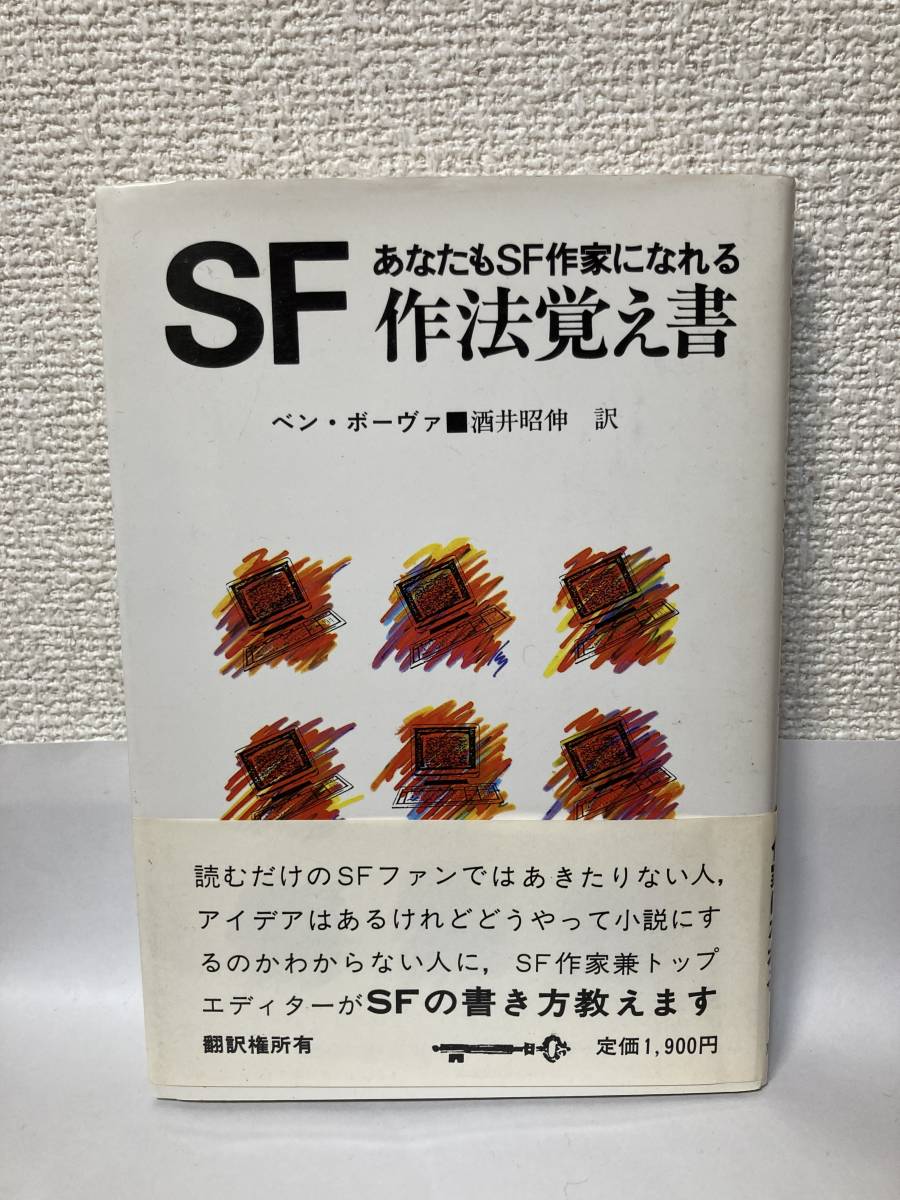 SF
あなたもSF作家になれる
作法覚え書
ベン・ボーヴァ■酒井昭伸 訳
読むだけのSFファンではあきたりない人,
アイデアはあるけれどどうやって小説にす
るのかわからない人に, SF作家兼トップ
エディターがSFの書き方教えます
翻訳権所有
定価1,900円